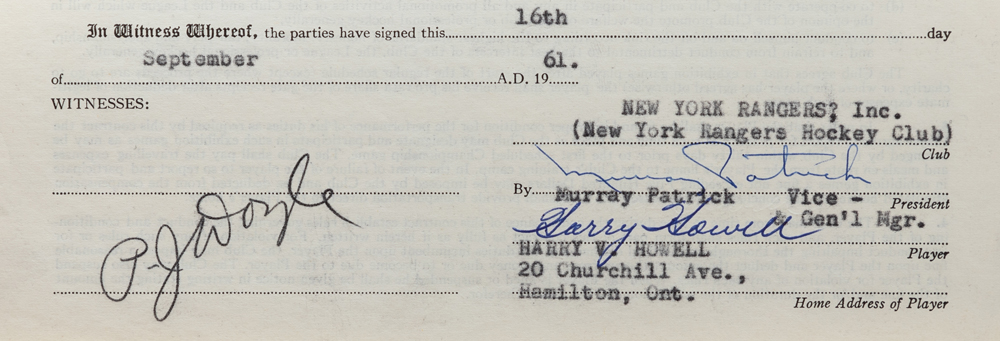 In Witness Whereof, the parties have signed this 16th day
of September A.D. 19 61.
WITNESSES:
NEW YORK RANGERS? Inc.
(New York Rangers Hockey Club)
Club
Murray Patrick
By Murray Patrick Vice - President
& Gen'l Mgr.
Harry Howell
Player
HARRY V. HOWELL
20 Churchill Ave.,
Hamilton, Ont.
Home Address of Player
P.J. Doyle